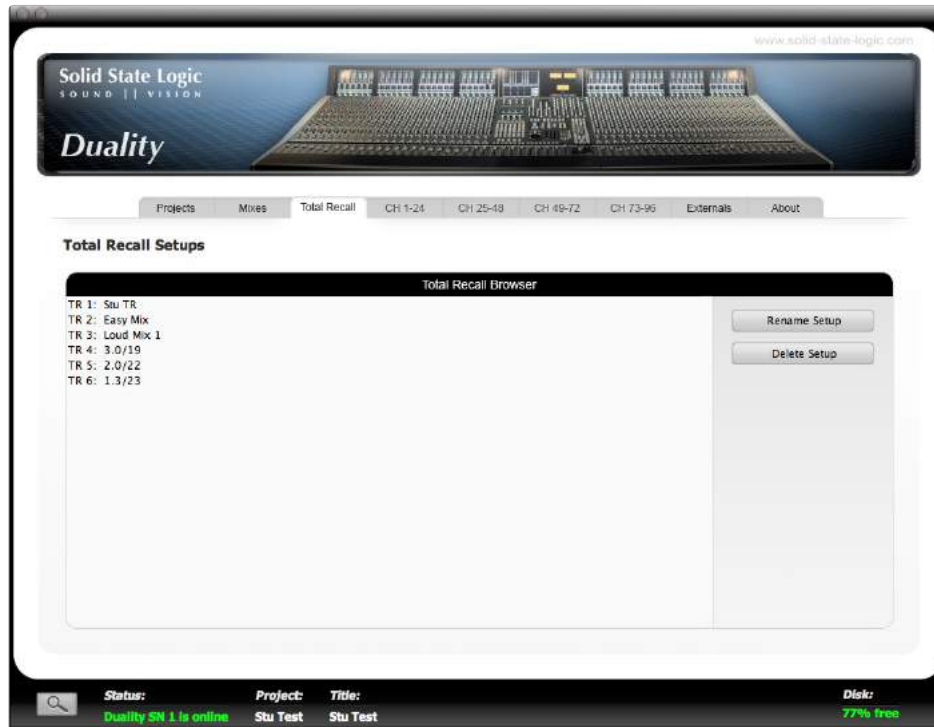 www.solid-state-logic.com
Solid State Logic
SOUND || VISION
Duality
Projects Mixes Total Recall CH 1-24 CH 25-48 CH 49-72 CH 73-96 Externals About
Total Recall Setups
Total Recall Browser
TR 1: Stu TR
TR 2: Easy Mix
TR 3: Loud Mix 1
TR 4: 3.0/19
TR 5: 2.0/22
TR 6: 1.3/23
Rename Setup
Delete Setup
Status: Project: Title: Disk:
Duality SN 1 is online Stu Test Stu Test 77% free